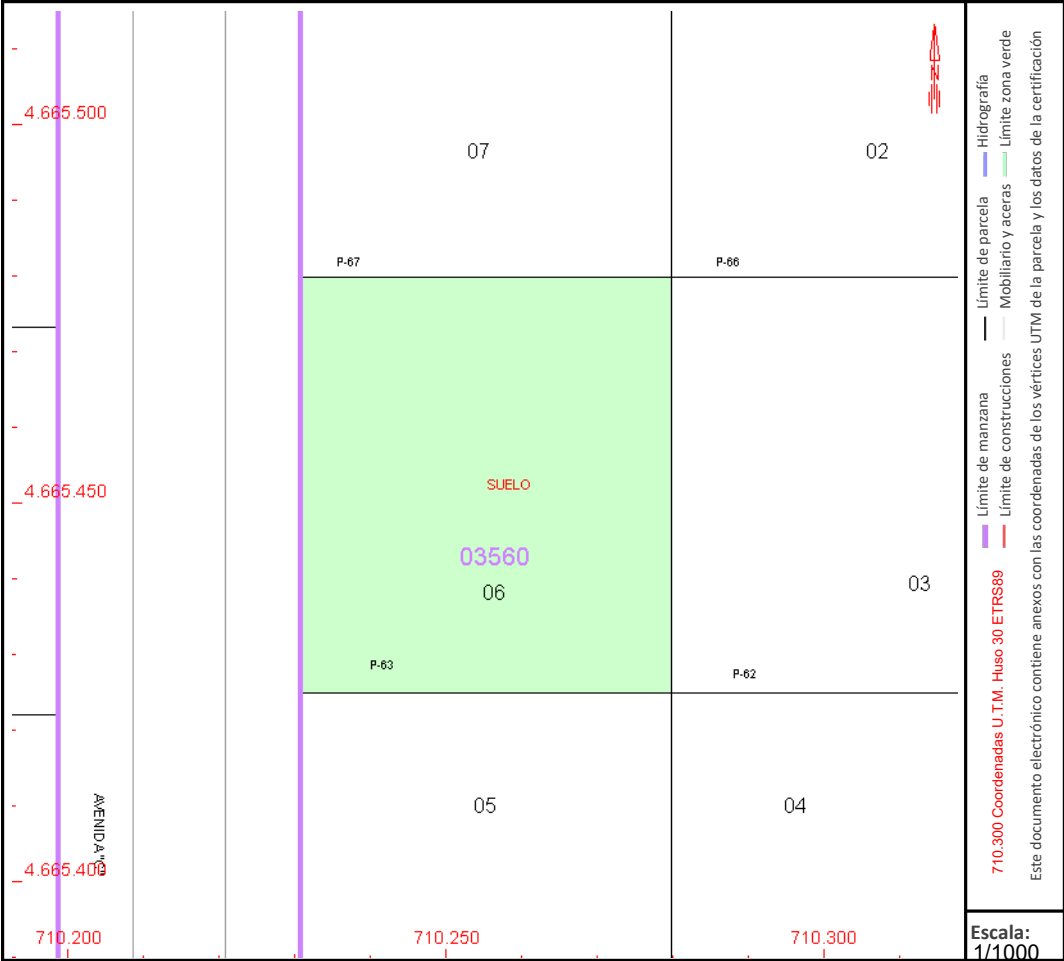 4.665.500
07
02
P-67
P-66
4.665.450
SUELO
03560
06
03
P-63
P-62
05
04
AVENIDA "C"
4.665.400
710.200
710.250
710.300
N
Límite de manzana
Límite de parcela
Hidrografía
710.300 Coordenadas U.T.M. Huso 30 ETRS89
Límite de construcciones
Mobiliario y aceras
Límite zona verde
Este documento electrónico contiene anexos con las coordenadas de los vértices UTM de la parcela y los datos de la certificación
Escala:
1/1000